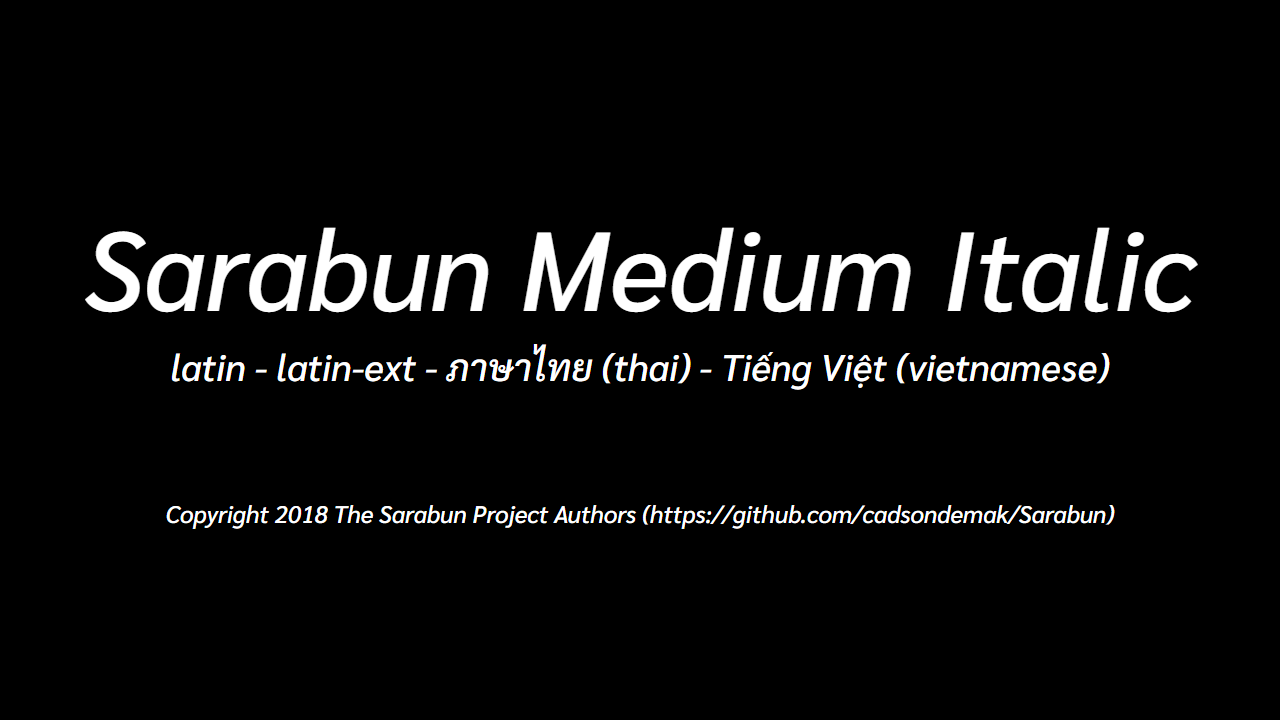 Sarabun Medium Italic
latin - latin-ext - ภาษาไทย (thai) - Tiếng Việt (vietnamese)
Copyright 2018 The Sarabun Project Authors (https://github.com/cadsondemak/Sarabun)